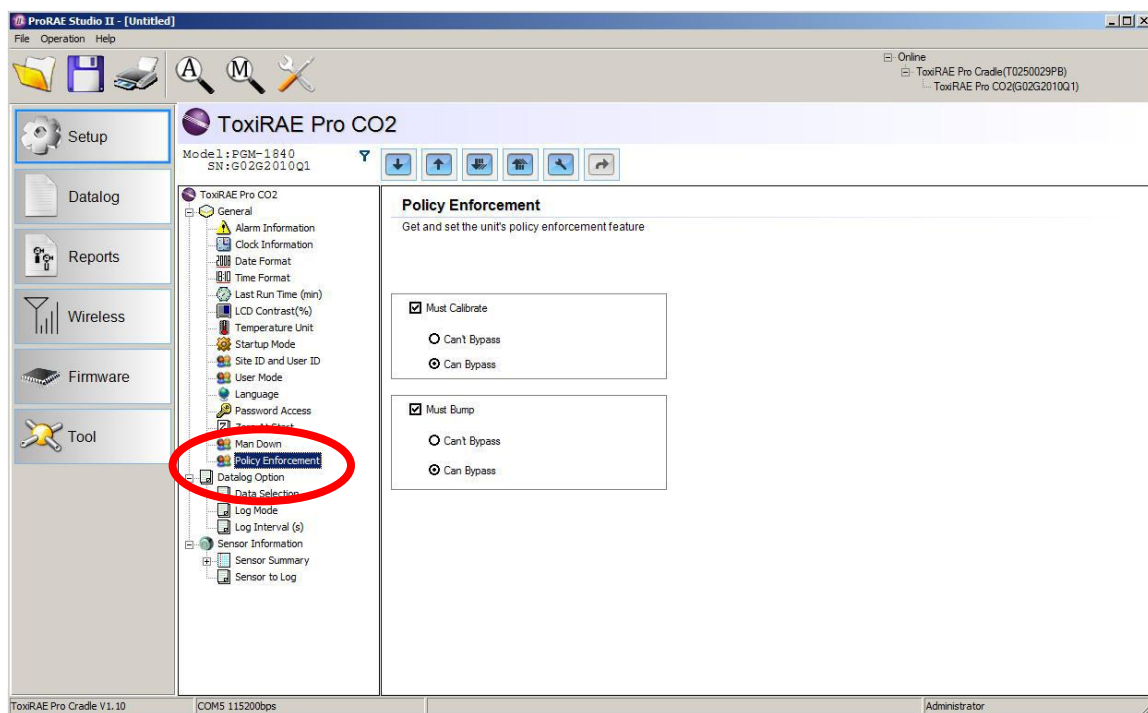 ProRAE Studio II - [Untitled]
File Operation Help
A
M
Online
ToxiRAE Pro Cradle(T0250029PB)
ToxiRAE Pro CO2(G02G2010Q1)
Setup
Datalog
Reports
Wireless
Firmware
Tool
ToxiRAE Pro CO2
Model:PGM-1840
SN:G02G2010Q1
ToxiRAE Pro CO2
General
Alarm Information
Clock Information
Date Format
Time Format
Last Run Time (min)
LCD Contrast(%)
Temperature Unit
Startup Mode
Site ID and User ID
User Mode
Language
Password Access
Zero At Start
Man Down
Policy Enforcement
Datalog Option
Data Selection
Log Mode
Log Interval (s)
Sensor Information
Sensor Summary
Sensor to Log
Policy Enforcement
Get and set the unit's policy enforcement feature
Must Calibrate
Can't Bypass
Can Bypass
Must Bump
Can't Bypass
Can Bypass
ToxiRAE Pro Cradle V1.10
COM5 115200bps
Administrator